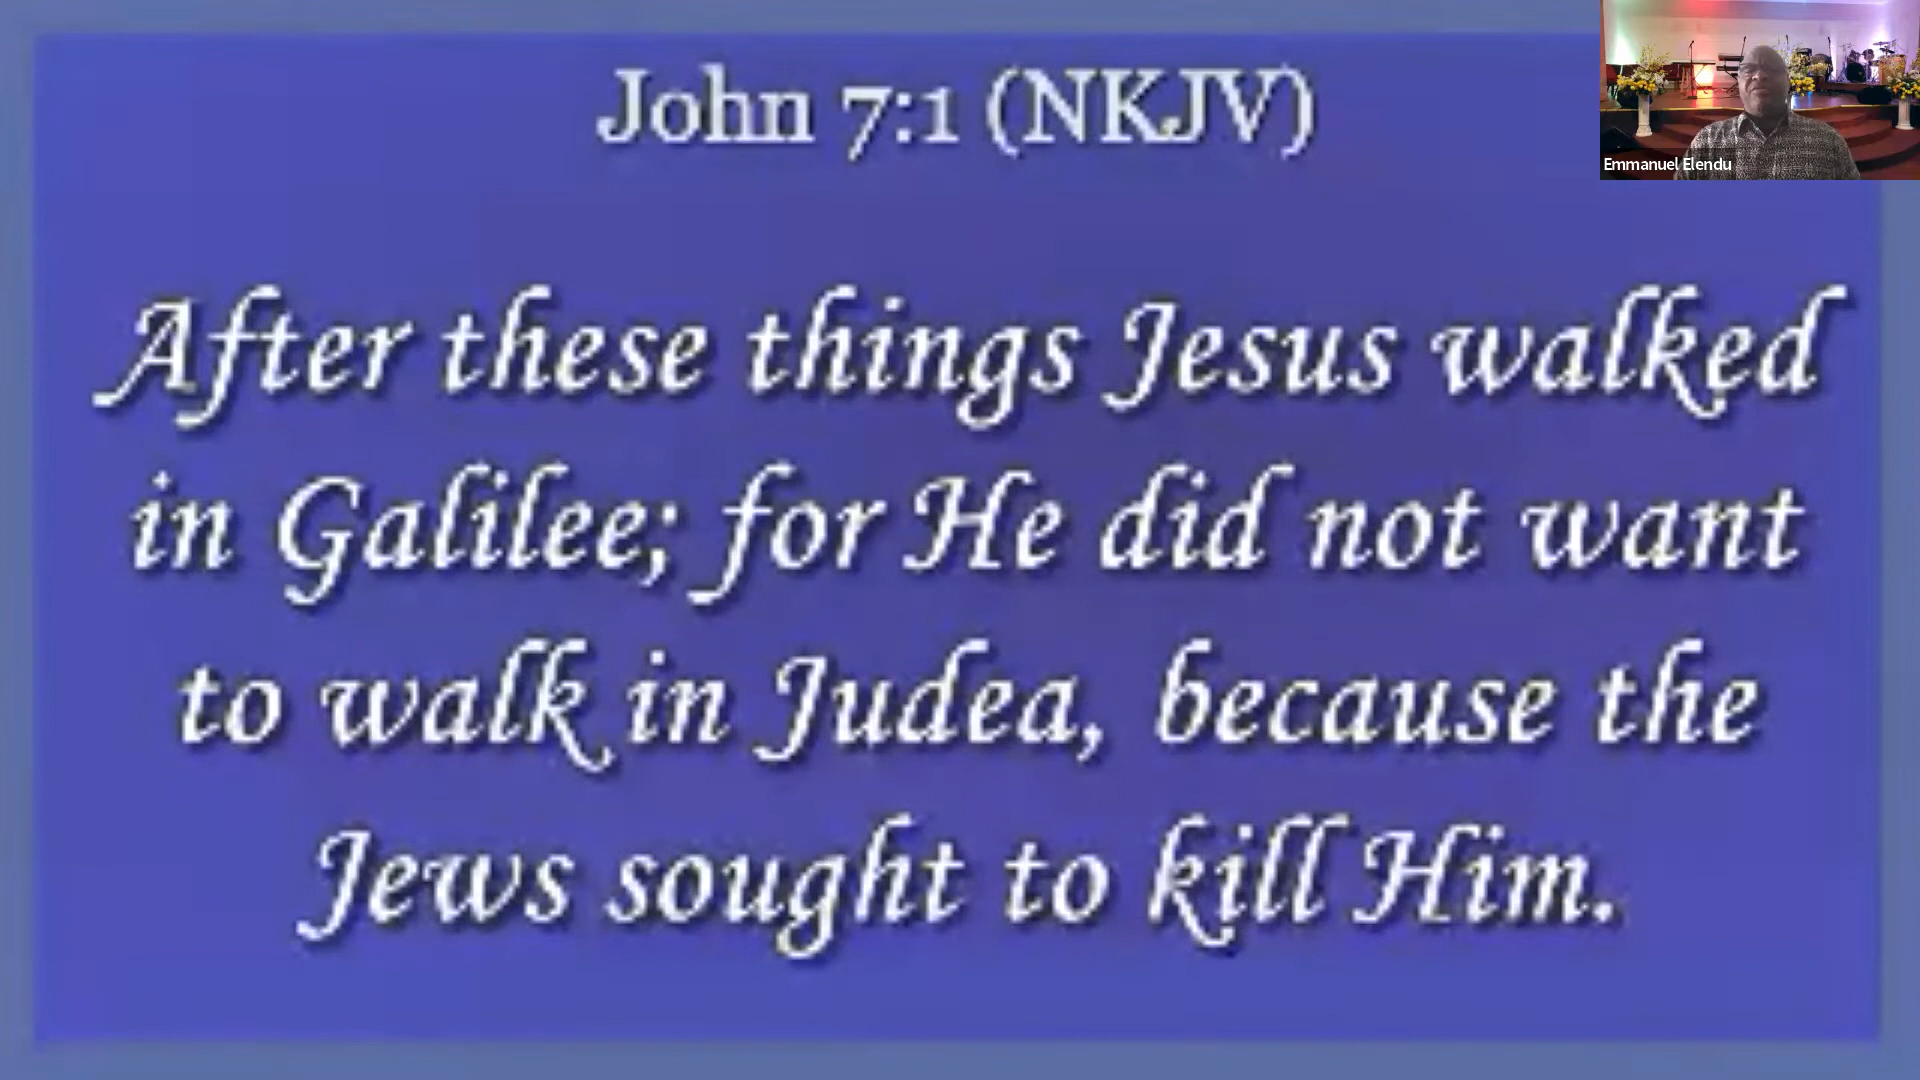 John 7:1 (NKJV)
Emmanuel Elendu
After these things Jesus walked
in Galilee; for He did not want
to walk in Judea, because the
Jews sought to kill Him.